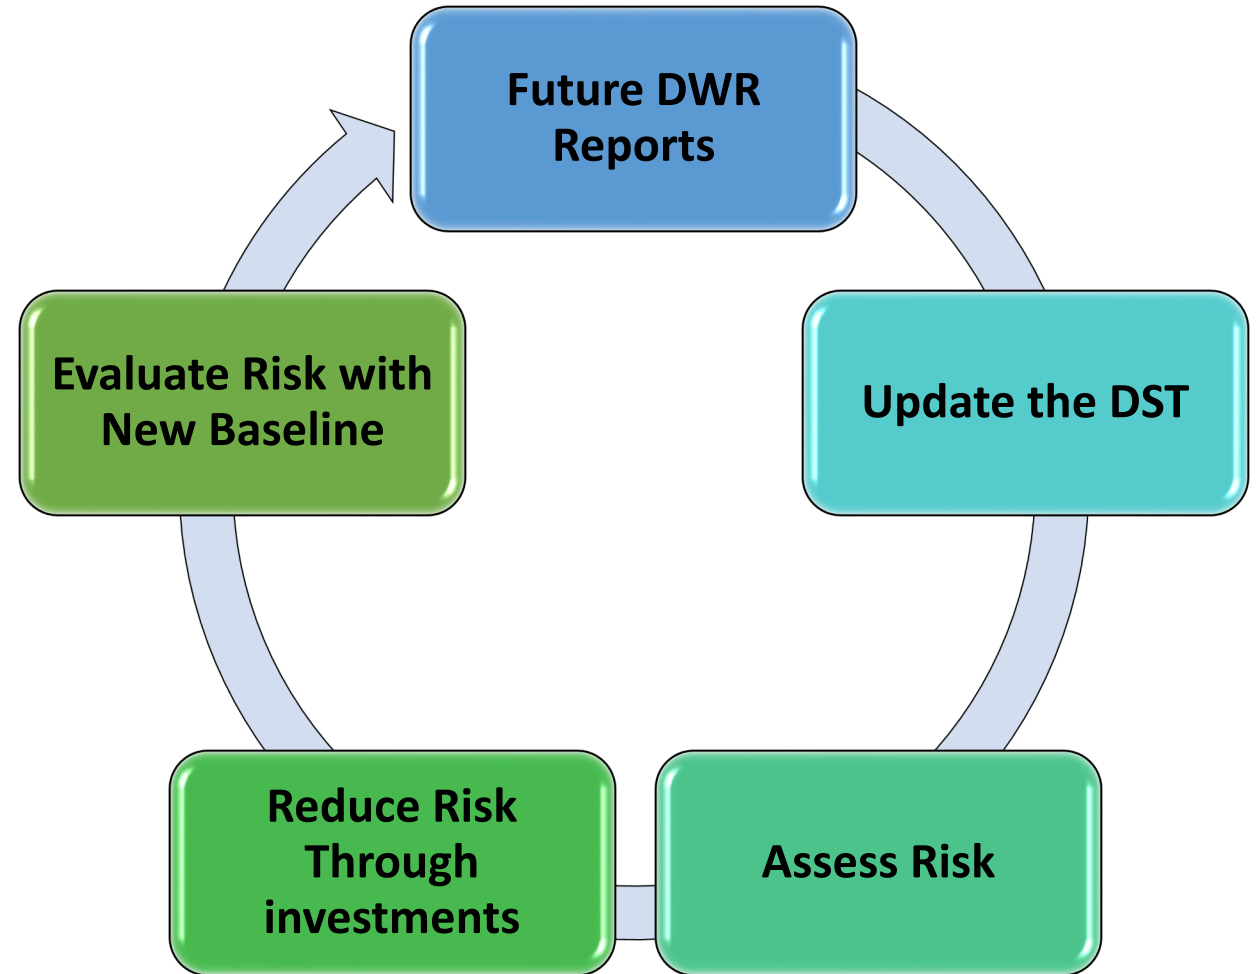 Future DWR
Reports
Update the DST
Assess Risk
Reduce Risk
Through
investments
Evaluate Risk with
New Baseline